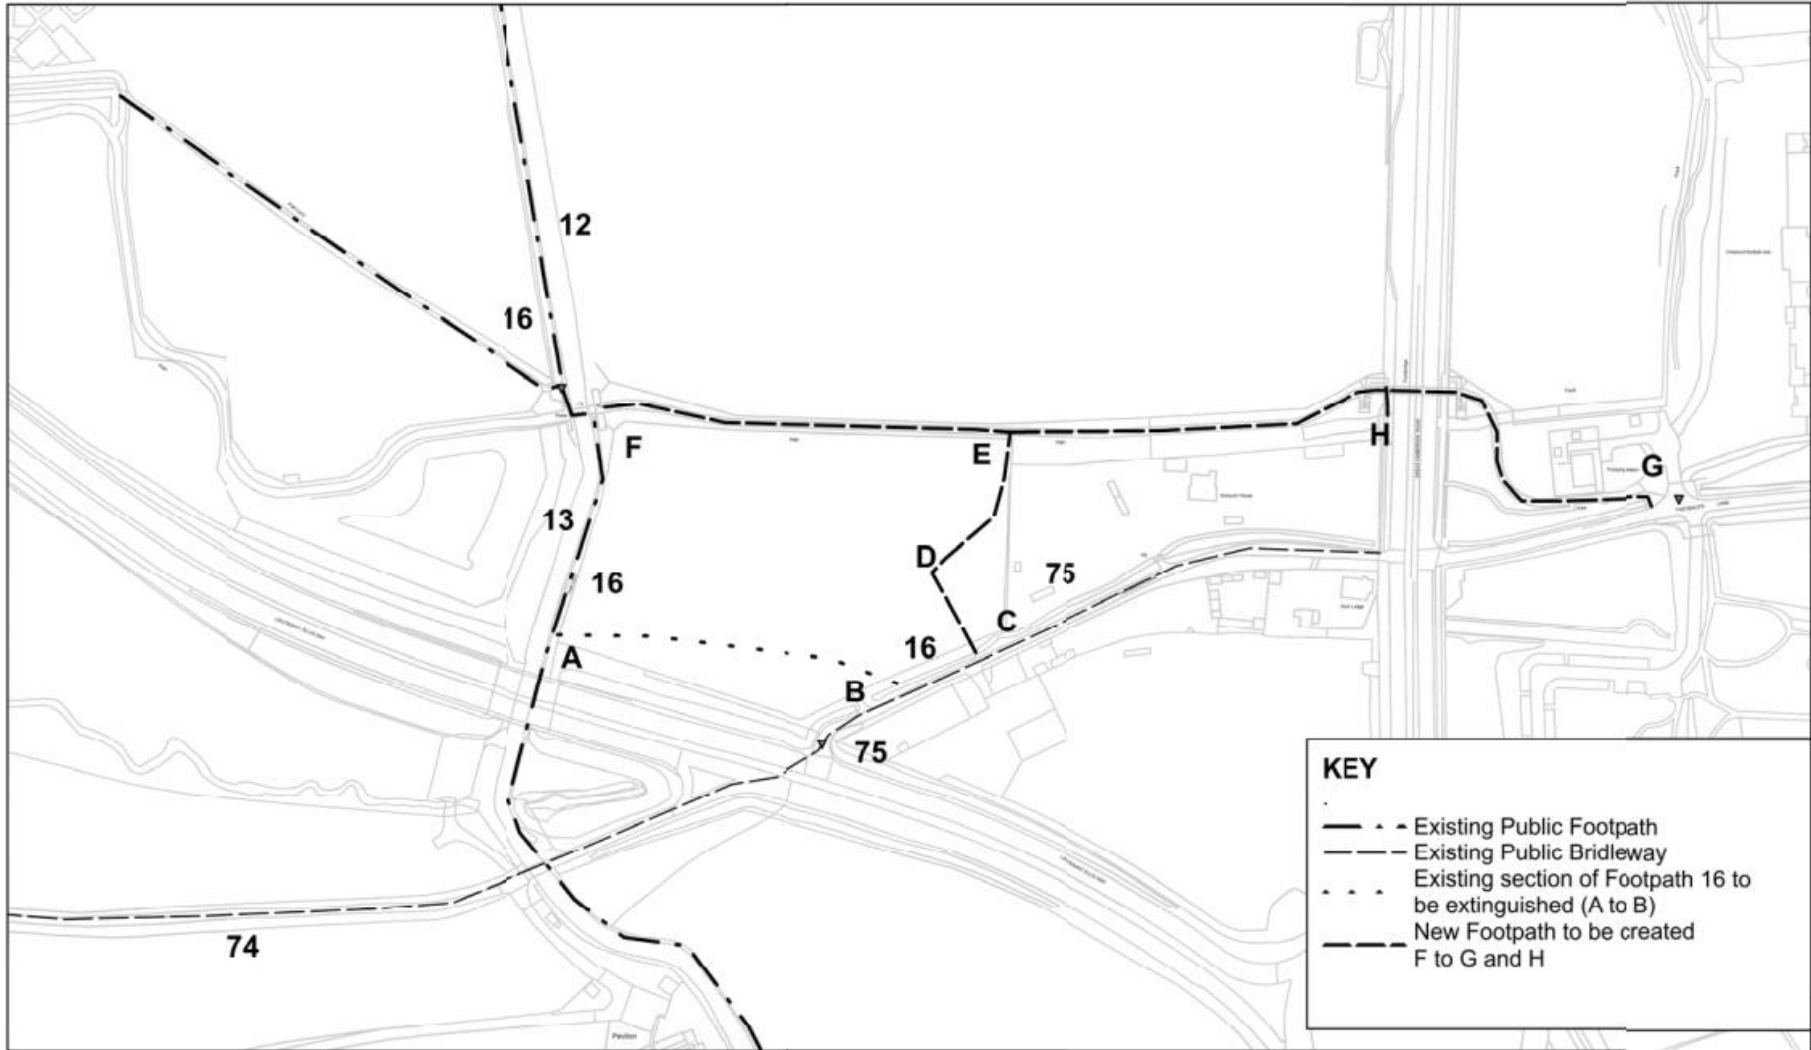 12
16
F
E
H
G
13
16
D
75
C
16
A
B
75
74
Pavilion
KEY
Existing Public Footpath
Existing Public Bridleway
Existing section of Footpath 16 to
be extinguished (A to B)
New Footpath to be created
F to G and H